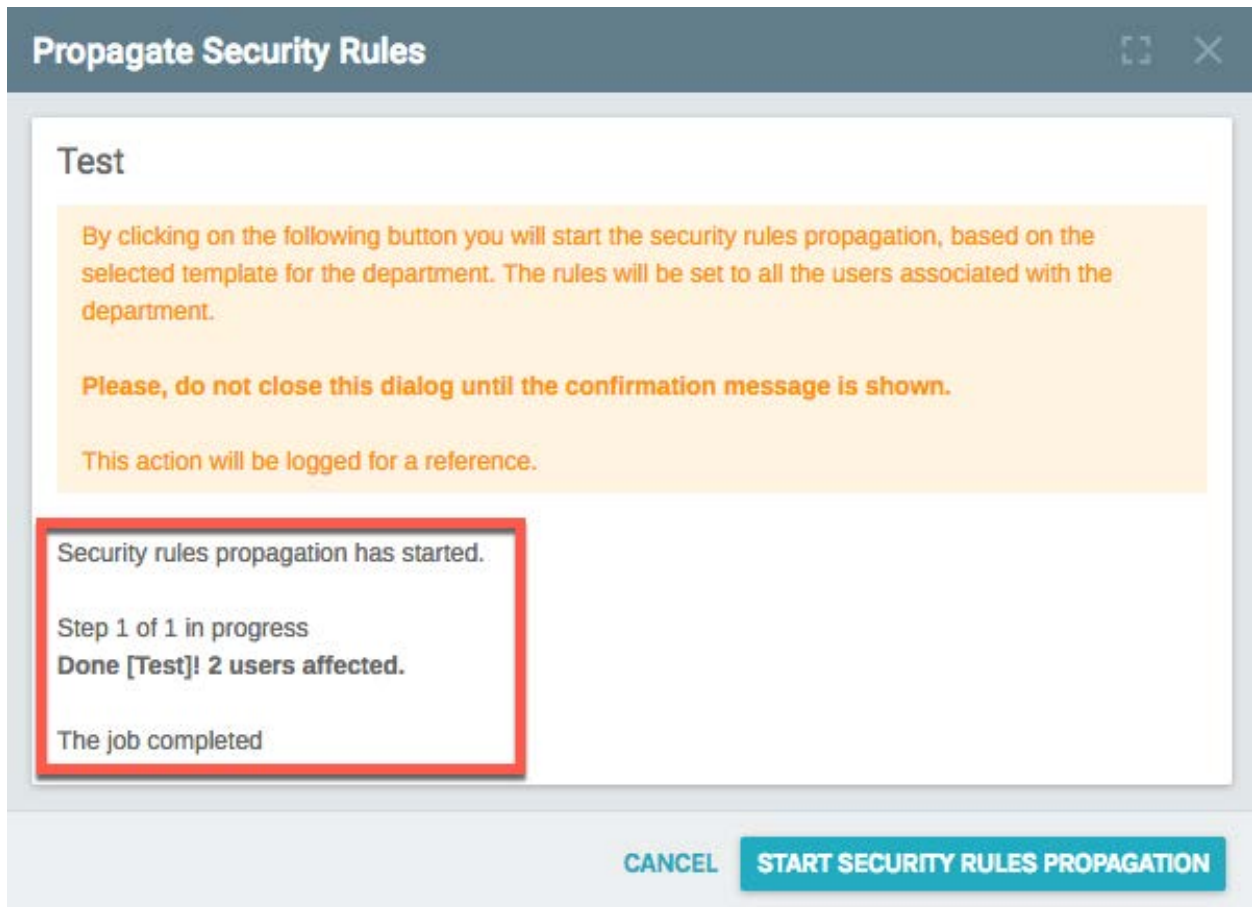 Propagate Security Rules
Test
By clicking on the following button you will start the security rules propagation, based on the
selected template for the department. The rules will be set to all the users associated with the
department.
Please, do not close this dialog until the confirmation message is shown.
This action will be logged for a reference.
Security rules propagation has started.
Step 1 of 1 in progress
Done [Test]! 2 users affected.
The job completed
CANCEL START SECURITY RULES PROPAGATION